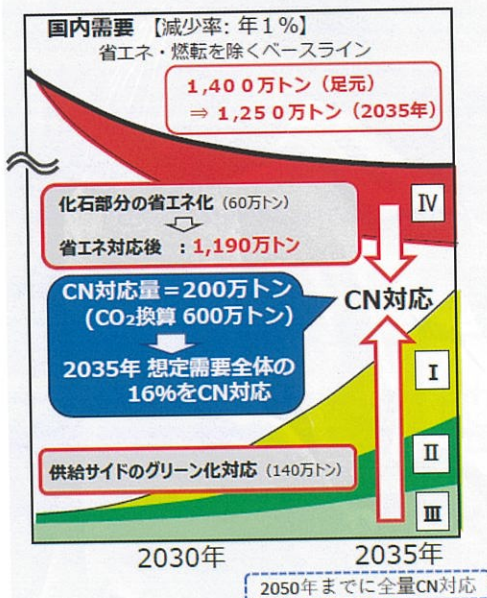 国内需要 【減少率: 年1%】
省エネ・燃転を除くベースライン
1,400万トン（足元）
⇒ 1,250万トン（2035年）
Ⅳ
化石部分の省エネ化（60万トン）
省エネ対応後 ：1,190万トン
CN対応量＝200万トン
(CO₂換算 600万トン)
2035年 想定需要全体の
16%をCN対応
CN対応
Ⅰ
Ⅱ
供給サイドのグリーン化対応（140万トン）
Ⅲ
2030年
2035年
2050年までに全量CN対応